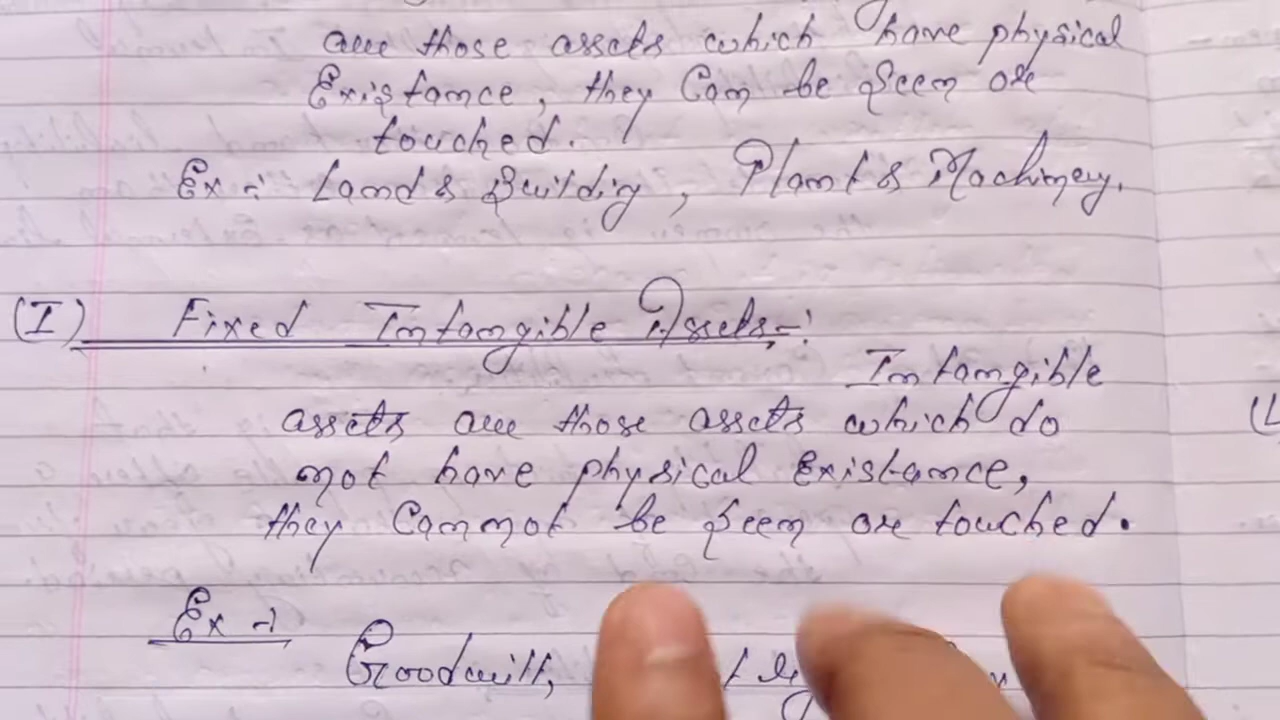 are those assets which have physical
Existance, they Can be Seen or
touched.
Ex :- Land & Building, Plant & Machinery.
(I) Fixed Intangible Assets :-
Intangible
assets are those assets which do
not have physical Existance,
they Cannot be Seen or touched.
Ex :-
Goodwill,